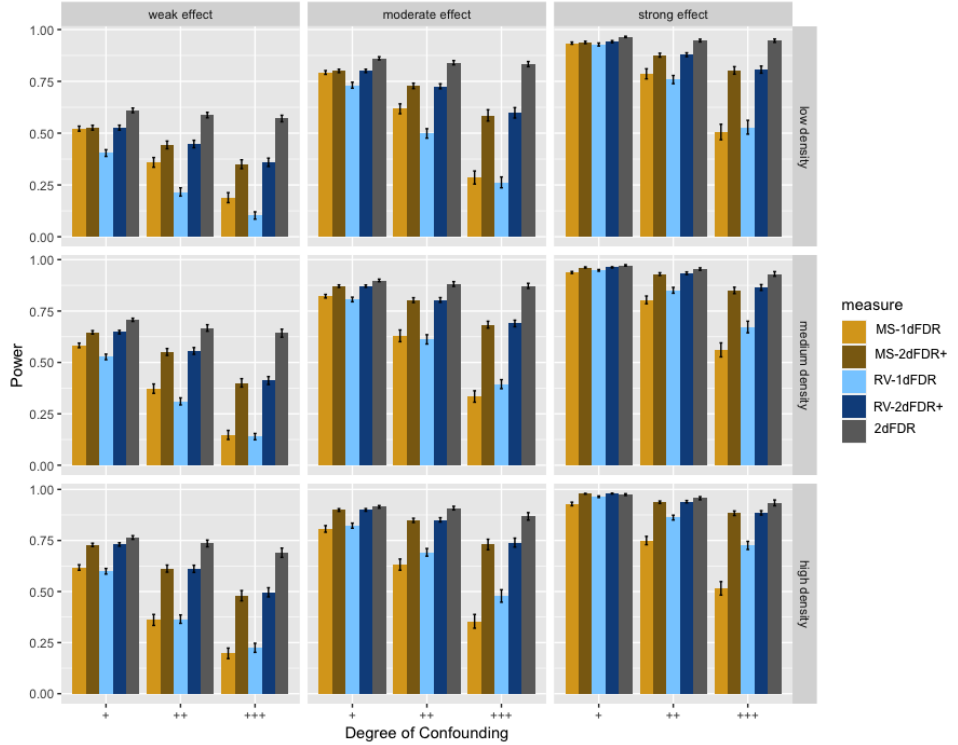 weak effect
moderate effect
strong effect
1.00
0.75
0.50
0.25
0.00
low density
1.00
0.75
0.50
0.25
0.00
medium density
1.00
0.75
0.50
0.25
0.00
high density
Power
+
++
+++
+
++
+++
+
++
+++
Degree of Confounding
measure
MS-1dFDR
MS-2dFDR+
RV-1dFDR
RV-2dFDR+
2dFDR